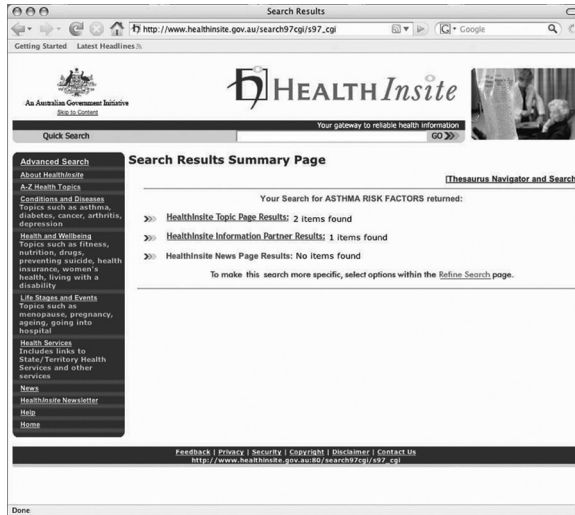 Search Results
http://www.healthinsite.gov.au/search97cgi/s97_cgi
G Google
Getting Started Latest Headlines
An Australian Government Initiative
Skip to Content
HEALTHInsite
Your gateway to reliable health information
Quick Search
GO
Advanced Search
About HealthInsite
A-Z Health Topics
Conditions and Diseases
Topics such as asthma,
diabetes, cancer, arthritis,
depression
Health and Wellbeing
Topics such as fitness,
nutrition, drugs,
preventing suicide, health
insurance, women's
health, living with a
disability
Life Stages and Events
Topics such as
menopause, pregnancy,
ageing, going into
hospital
Health Services
Includes links to
State/Territory Health
Services and other
services
News
HealthInsite Newsletter
Help
Home
Search Results Summary Page
[Thesaurus Navigator and Search
Your Search for ASTHMA RISK FACTORS returned:
HealthInsite Topic Page Results: 2 items found
HealthInsite Information Partner Results: 1 items found
HealthInsite News Page Results: No items found
To make this search more specific, select options within the Refine Search page.
Feedback | Privacy | Security | Copyright | Disclaimer | Contact Us
http://www.healthinsite.gov.au:80/search97cgi/s97_cgi
Done